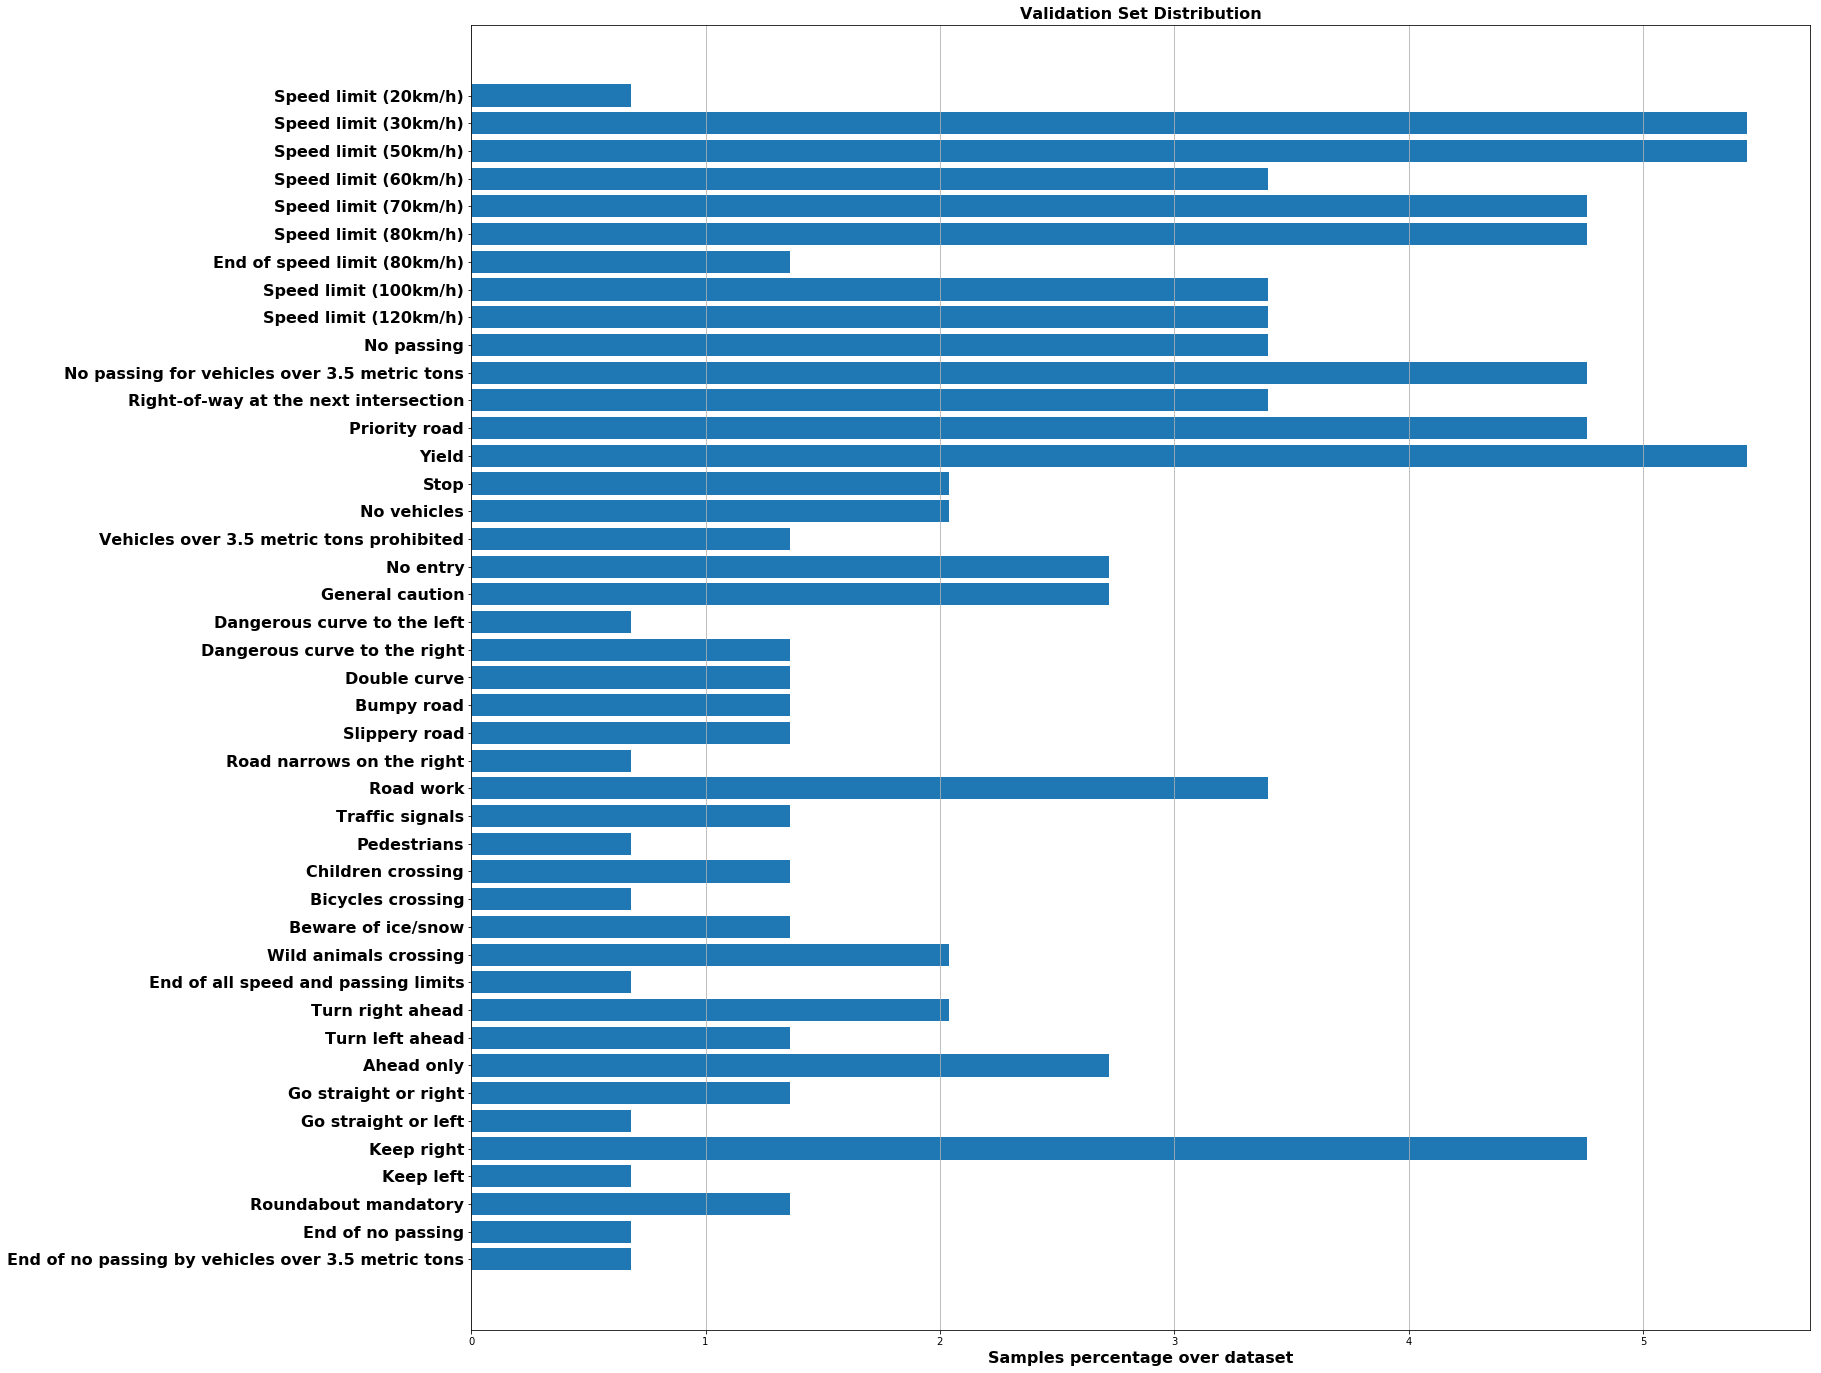 Validation Set Distribution
Speed limit (20km/h)
Speed limit (30km/h)
Speed limit (50km/h)
Speed limit (60km/h)
Speed limit (70km/h)
Speed limit (80km/h)
End of speed limit (80km/h)
Speed limit (100km/h)
Speed limit (120km/h)
No passing
No passing for vehicles over 3.5 metric tons
Right-of-way at the next intersection
Priority road
Yield
Stop
No vehicles
Vehicles over 3.5 metric tons prohibited
No entry
General caution
Dangerous curve to the left
Dangerous curve to the right
Double curve
Bumpy road
Slippery road
Road narrows on the right
Road work
Traffic signals
Pedestrians
Children crossing
Bicycles crossing
Beware of ice/snow
Wild animals crossing
End of all speed and passing limits
Turn right ahead
Turn left ahead
Ahead only
Go straight or right
Go straight or left
Keep right
Keep left
Roundabout mandatory
End of no passing
End of no passing by vehicles over 3.5 metric tons
0 1 2 3 4 5
Samples percentage over dataset